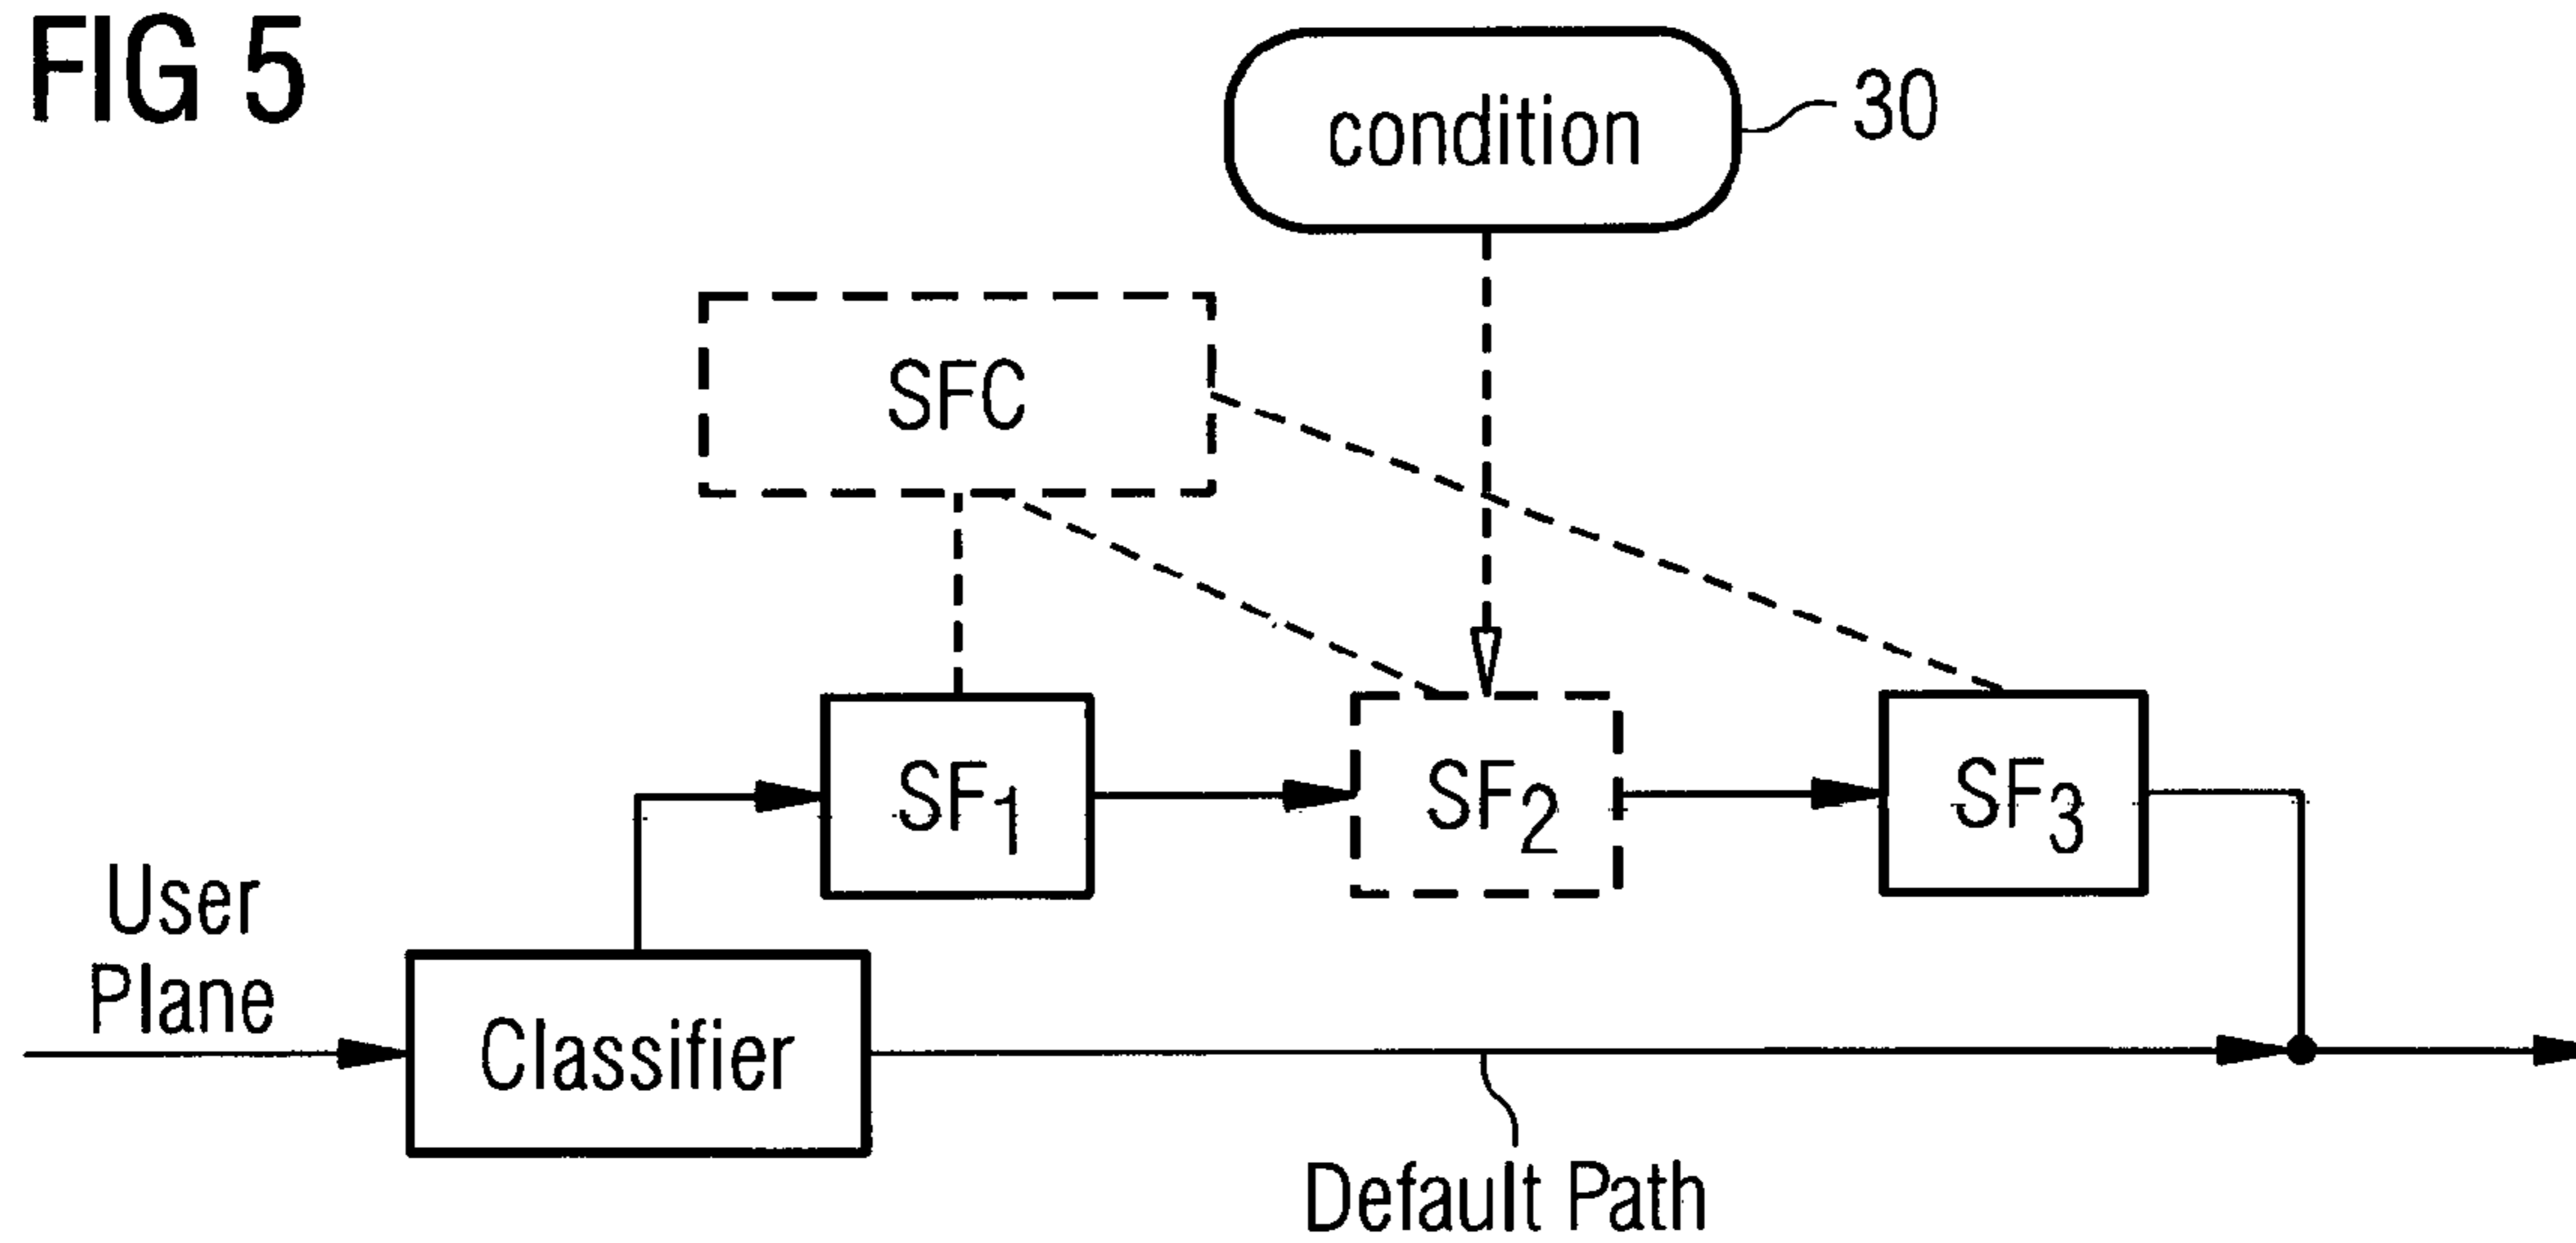 FIG 5
condition
30
SFC
SF1
SF2
SF3
User
Plane
Classifier
Default Path